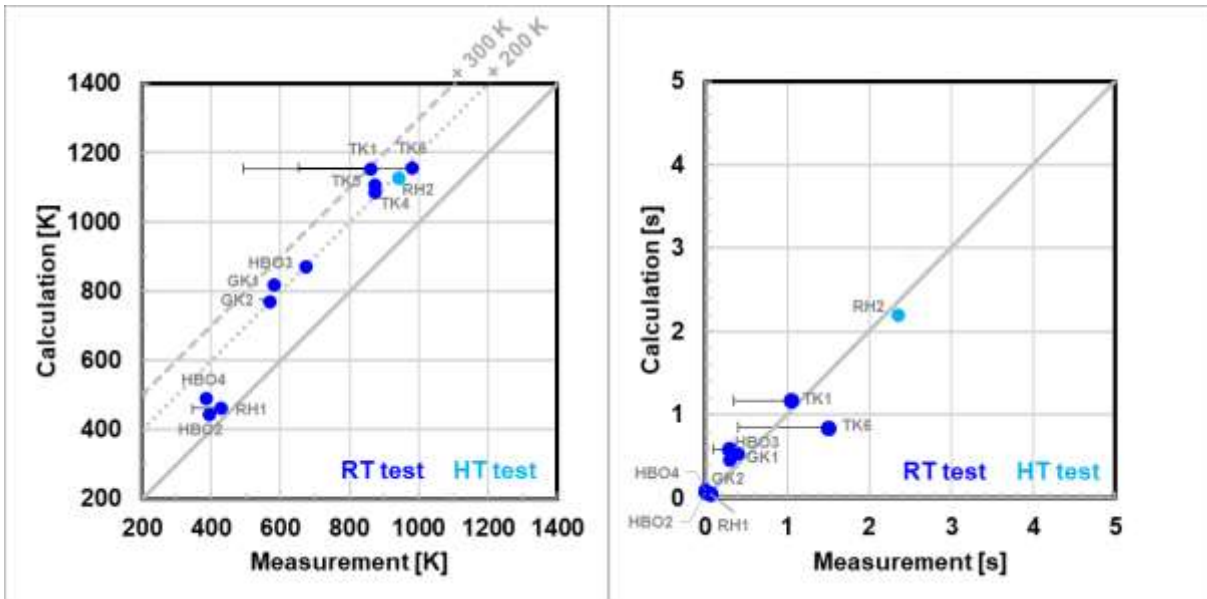 + 300 K
+ 200 K
1400
1200
1000
800
600
400
200
Calculation [K]
TK1
TK6
TK5
RH2
TK4
HBO3
GK1
GK2
HBO4
RH1
HBO2
RT test
HT test
200
400
600
800
1000
1200
1400
Measurement [K]
5
4
3
2
1
0
Calculation [s]
RH2
TK1
TK6
HBO3
GK1
HBO4
GK2
HBO2
RH1
RT test
HT test
0
1
2
3
4
5
Measurement [s]